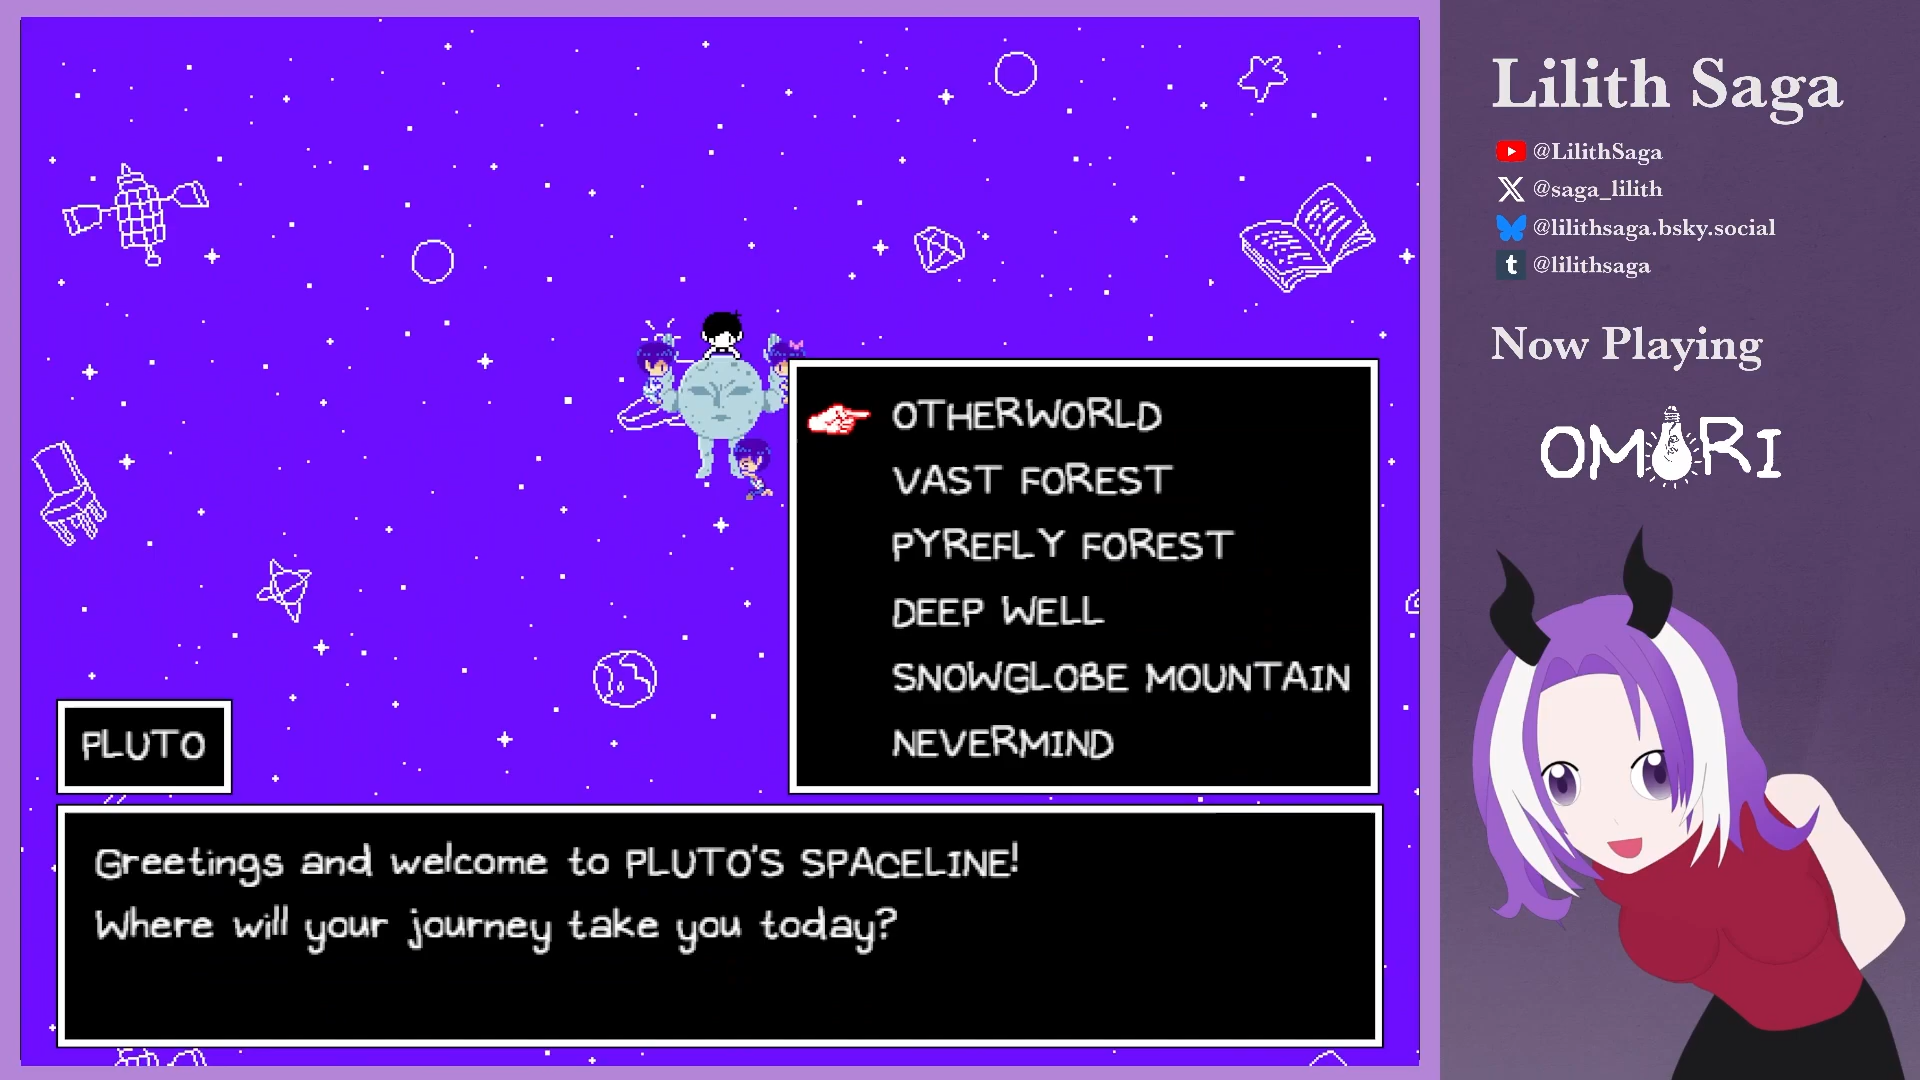 OTHERWORLD
VAST FOREST
PYREFLY FOREST
DEEP WELL
SNOWGLOBE MOUNTAIN
NEVERMIND
PLUTO
Greetings and welcome to PLUTO'S SPACELINE!
Where will your journey take you today?
Lilith Saga
@LilithSaga
@saga_lilith
@lilithsaga.bsky.social
t @lilithsaga
Now Playing
OMORI